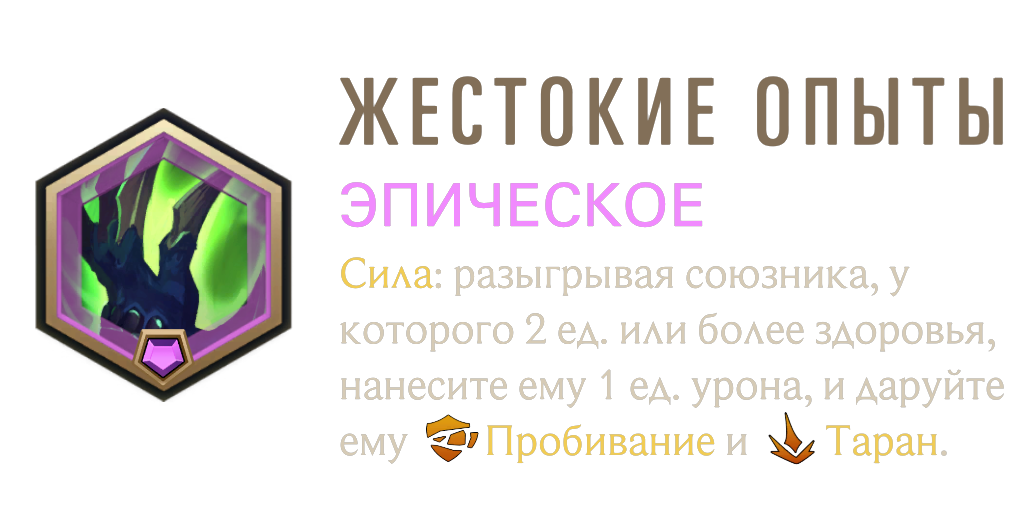 ЖЕСТОКИЕ ОПЫТЫ
ЭПИЧЕСКОЕ
Сила: разыгрывая союзника, у
которого 2 ед. или более здоровья,
нанесите ему 1 ед. урона, и даруйте
ему Пробивание и Таран.